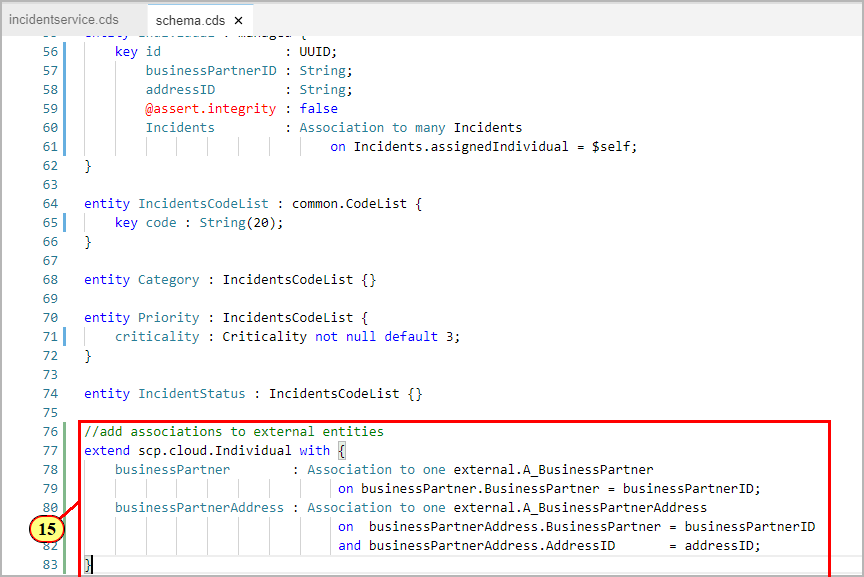 incidentservice.cds schema.cds ×
55 entity Individual : managed {
56 key id : UUID;
57 businessPartnerID : String;
58 addressID : String;
59 @assert.integrity : false
60 Incidents : Association to many Incidents
61 on Incidents.assignedIndividual = $self;
62 }
63
64 entity IncidentsCodeList : common.CodeList {
65 key code : String(20);
66 }
67
68 entity Category : IncidentsCodeList {}
69
70 entity Priority : IncidentsCodeList {
71 criticality : Criticality not null default 3;
72 }
73
74 entity IncidentStatus : IncidentsCodeList {}
75
76 //add associations to external entities
77 extend scp.cloud.Individual with {
78 businessPartner : Association to one external.A_BusinessPartner
79 on businessPartner.BusinessPartner = businessPartnerID;
80 businessPartnerAddress : Association to one external.A_BusinessPartnerAddress
15 on businessPartnerAddress.BusinessPartner = businessPartnerID
82 and businessPartnerAddress.AddressID = addressID;
83 }